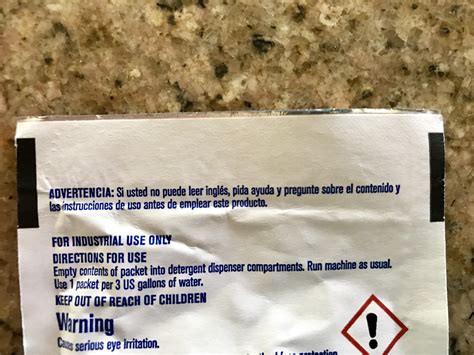 ADVERTENCIA: Si usted no puede leer inglés, pida ayuda y pregunte sobre el contenido y
las instrucciones de uso antes de emplear este producto.
FOR INDUSTRIAL USE ONLY
DIRECTIONS FOR USE
Empty contents of packet into detergent dispenser compartments. Run machine as usual.
Use 1 packet per 3 US gallons of water.
KEEP OUT OF REACH OF CHILDREN
Warning
Causes serious eye irritation.